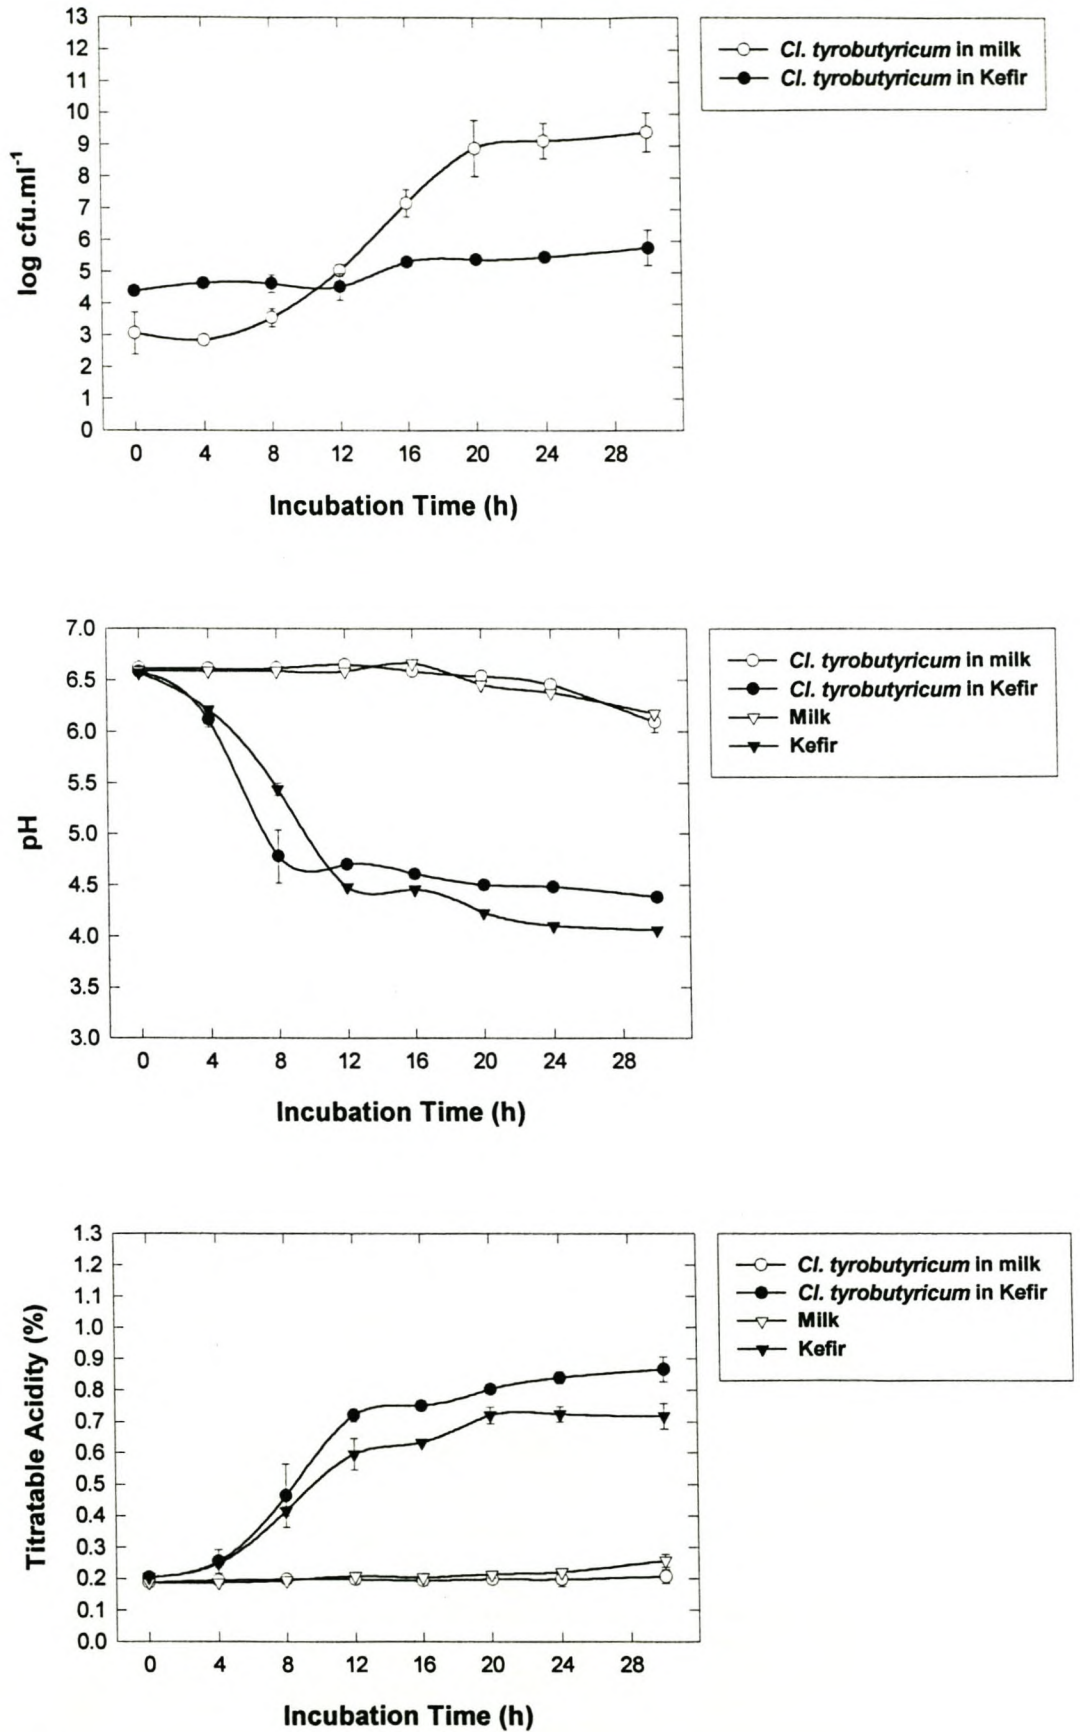 13
12
11
10
9
8
7
6
5
4
3
2
1
0
log cfu.ml-1
0 4 8 12 16 20 24 28
Incubation Time (h)
Cl. tyrobutyricum in milk
Cl. tyrobutyricum in Kefir
7.0
6.5
6.0
5.5
5.0
4.5
4.0
3.5
3.0
pH
0 4 8 12 16 20 24 28
Incubation Time (h)
Cl. tyrobutyricum in milk
Cl. tyrobutyricum in Kefir
Milk
Kefir
1.3
1.2
1.1
1.0
0.9
0.8
0.7
0.6
0.5
0.4
0.3
0.2
0.1
0.0
Titratable Acidity (%)
0 4 8 12 16 20 24 28
Incubation Time (h)
Cl. tyrobutyricum in milk
Cl. tyrobutyricum in Kefir
Milk
Kefir